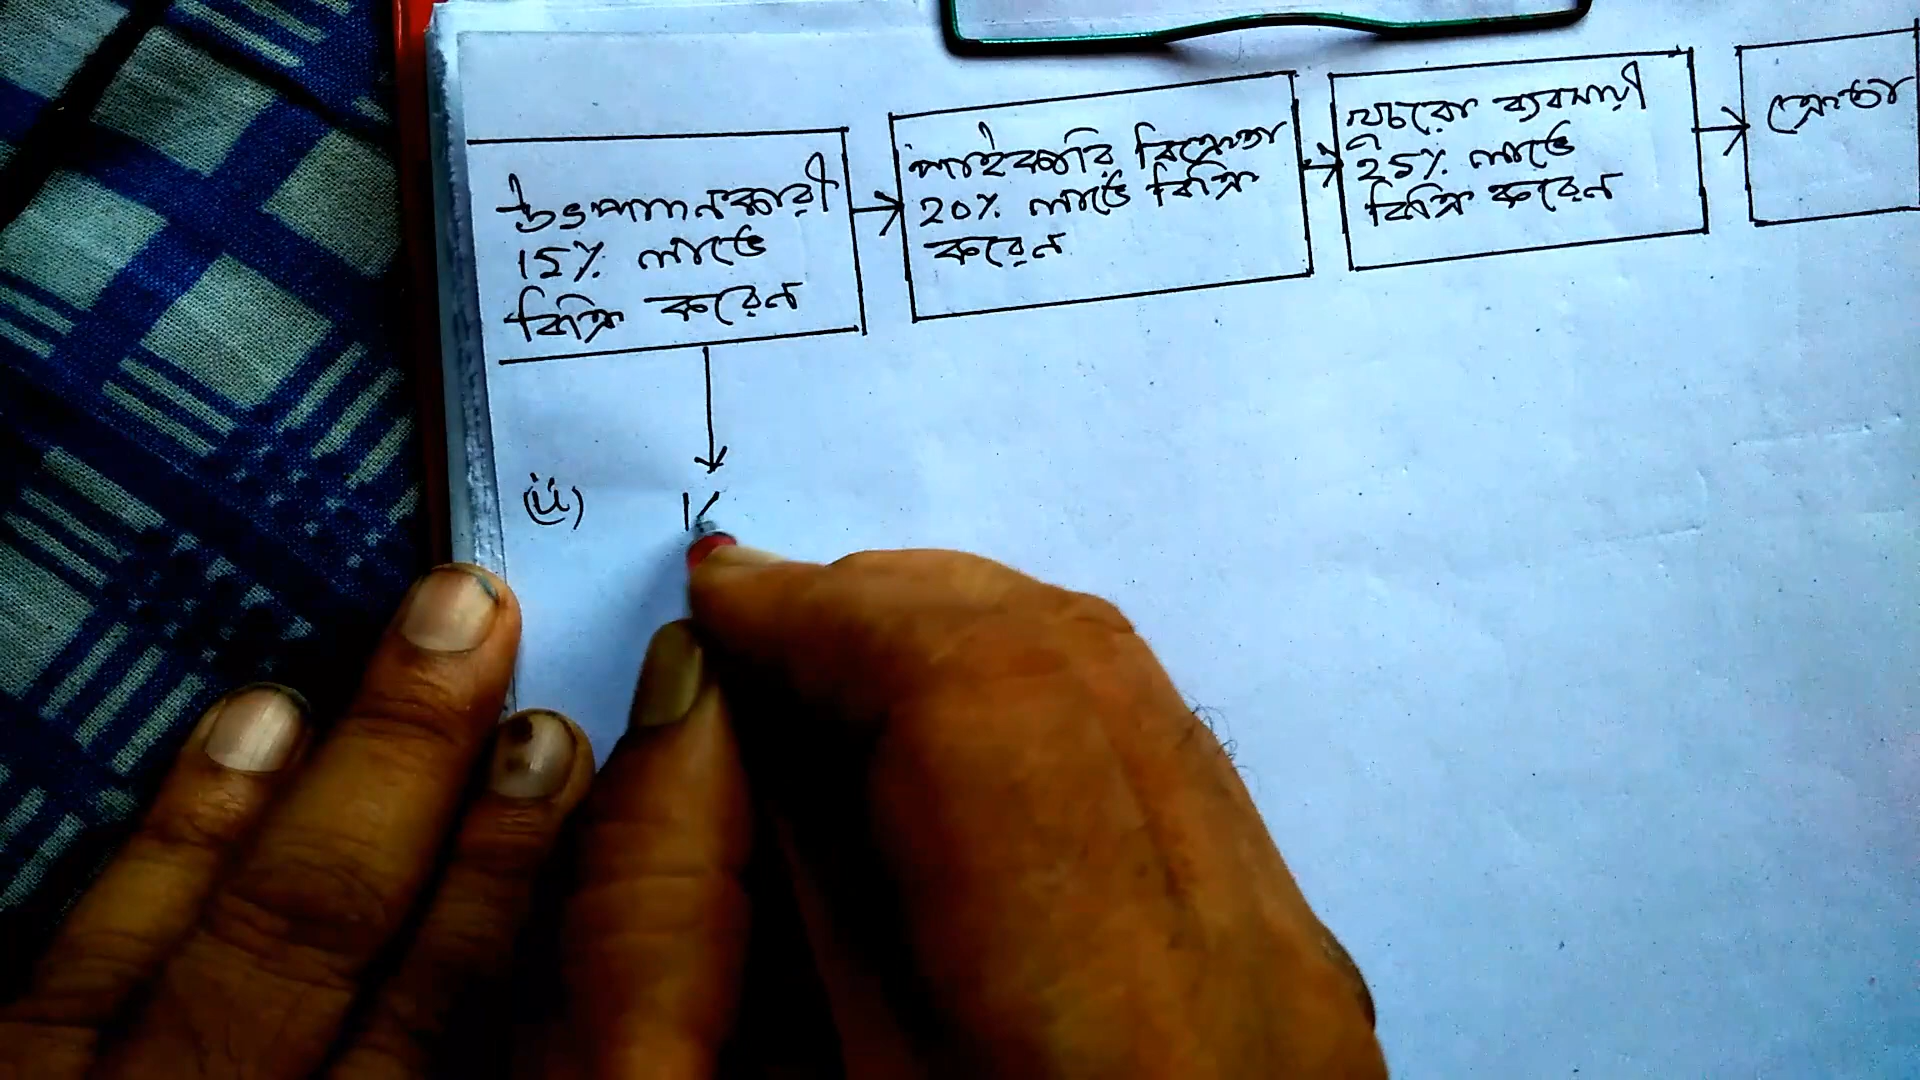 উৎপাদনকারী
15% লাভে
বিক্রি করেন
পাইকারি বিক্রেতা
20% লাভে বিক্রি
করেন
খুচরো ব্যবসায়ী
25% লাভে
বিক্রি করেন
ক্রেতা
(ii)